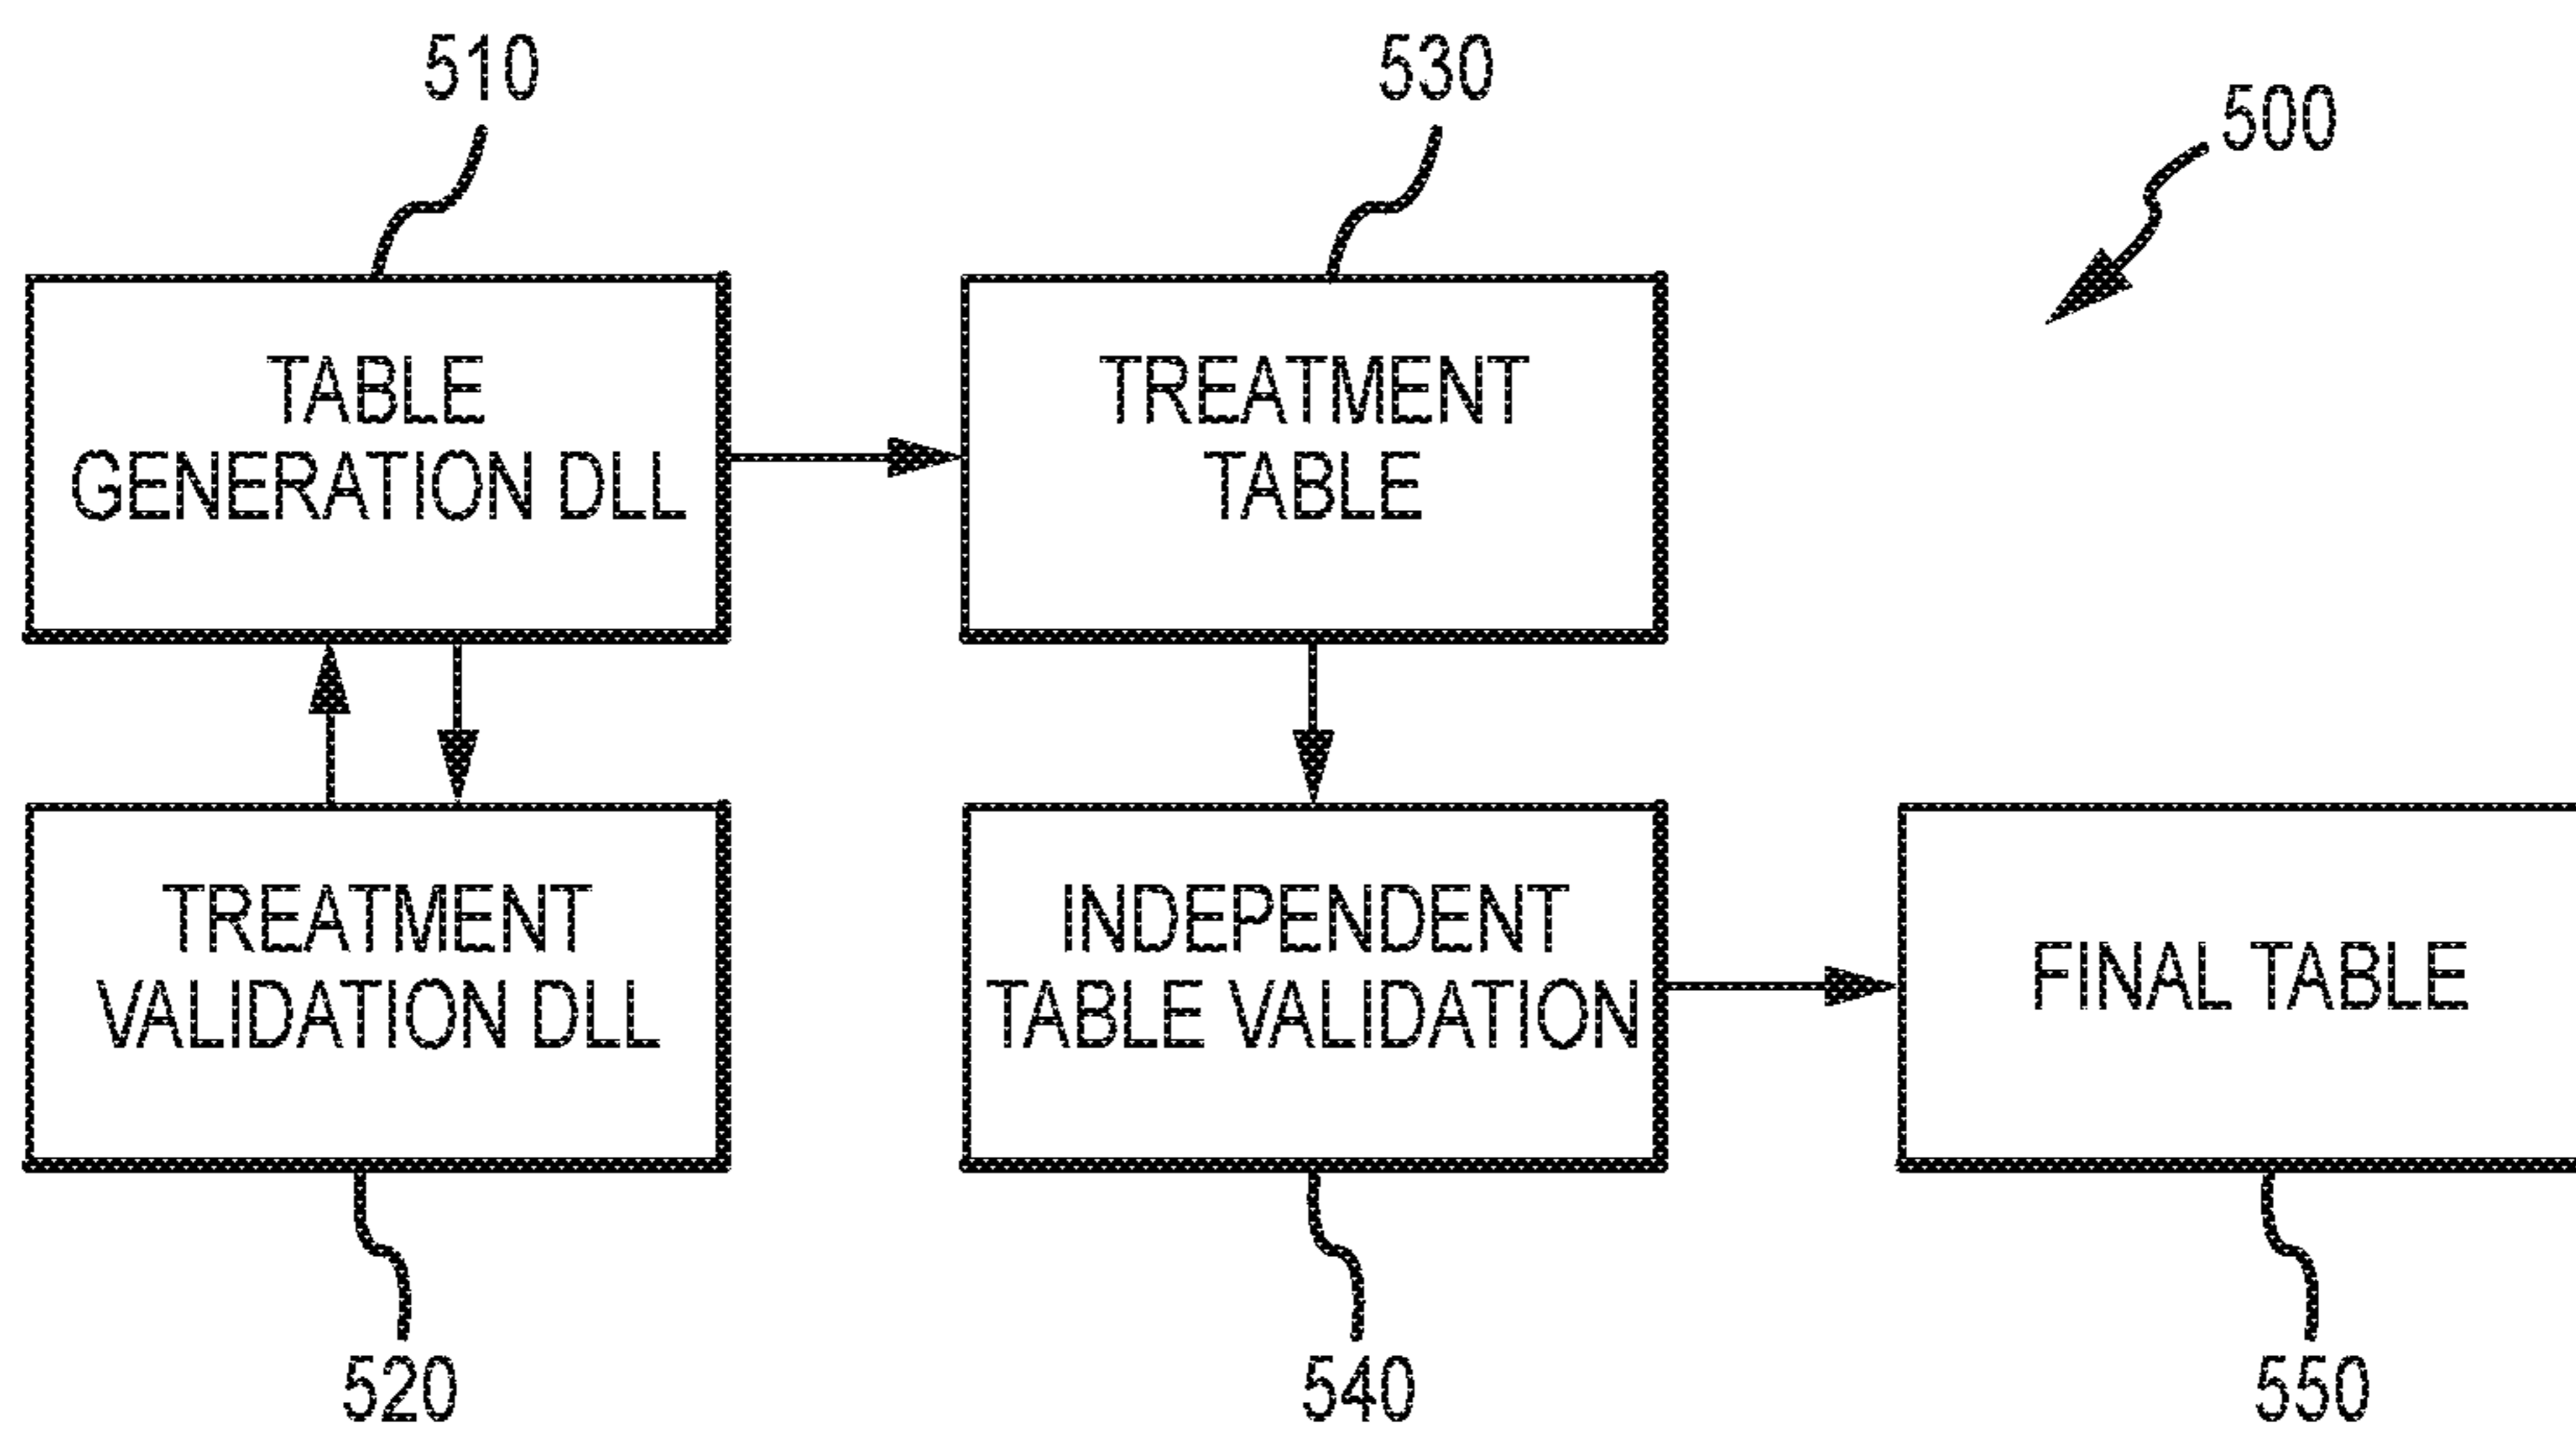 510
530
500
TABLE
GENERATION DLL
TREATMENT
TABLE
TREATMENT
VALIDATION DLL
INDEPENDENT
TABLE VALIDATION
FINAL TABLE
520
540
550